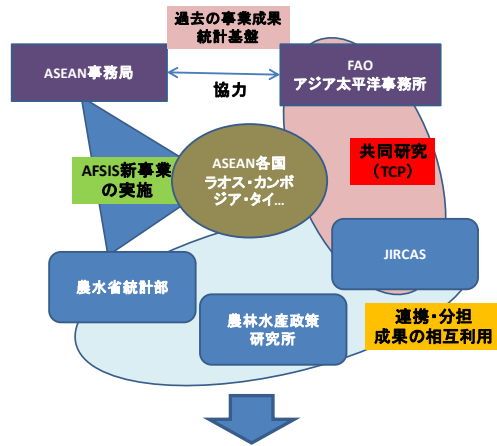 過去の事業成果
統計基盤
ASEAN事務局
FAO
アジア太平洋事務所
協力
ASEAN各国
ラオス・カンボ
ジア・タイ…
AFSIS新事業
の実施
共同研究
（TCP）
農水省統計部
JIRCAS
農林水産政策
研究所
連携・分担
成果の相互利用